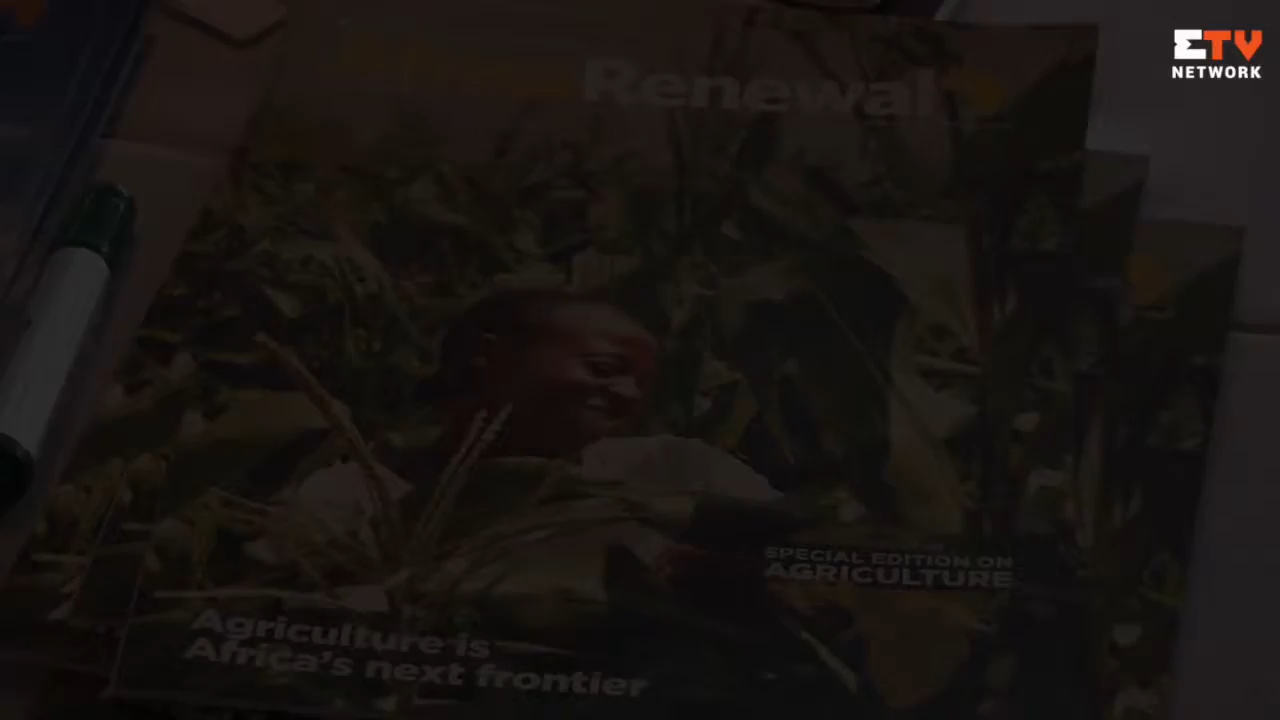 ETV
NETWORK
Renewal
SPECIAL EDITION ON
AGRICULTURE
Agriculture is
Africa's next frontier